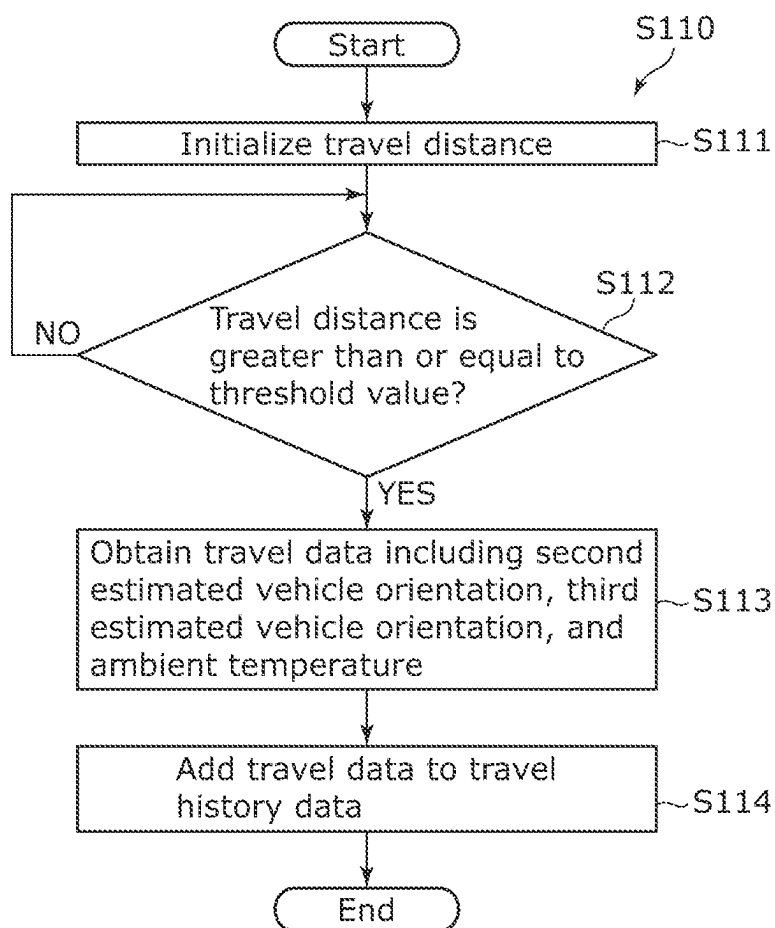 Start
S110
Initialize travel distance
S111
S112
Travel distance is
greater than or equal to
threshold value?
NO
YES
Obtain travel data including second
estimated vehicle orientation, third
estimated vehicle orientation, and
ambient temperature
S113
Add travel data to travel
history data
S114
End